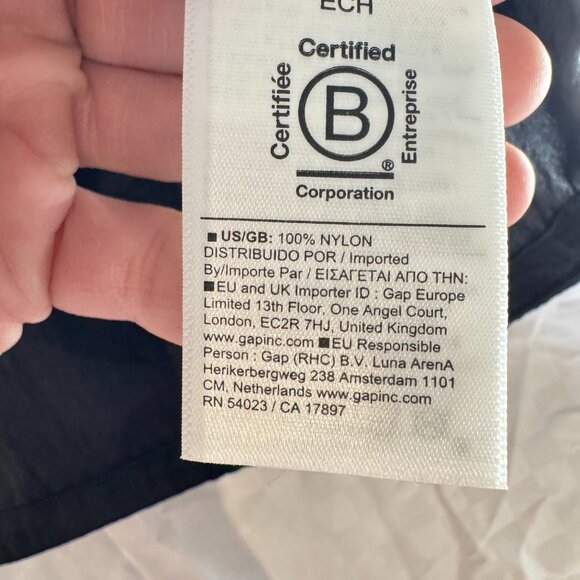 ECH
Certified
Certifiée
B
Entreprise
®
Corporation
■ US/GB: 100% NYLON
DISTRIBUIDO POR / Imported
By/Importe Par / ΕΙΣΑΓΕΤΑΙ ΑΠΟ ΤΗΝ:
■EU and UK Importer ID : Gap Europe
Limited 13th Floor, One Angel Court,
London, EC2R 7HJ, United Kingdom
www.gapinc.com ■EU Responsible
Person : Gap (RHC) B.V. Luna ArenA
Herikerbergweg 238 Amsterdam 1101
CM, Netherlands www.gapinc.com
RN 54023 / CA 17897